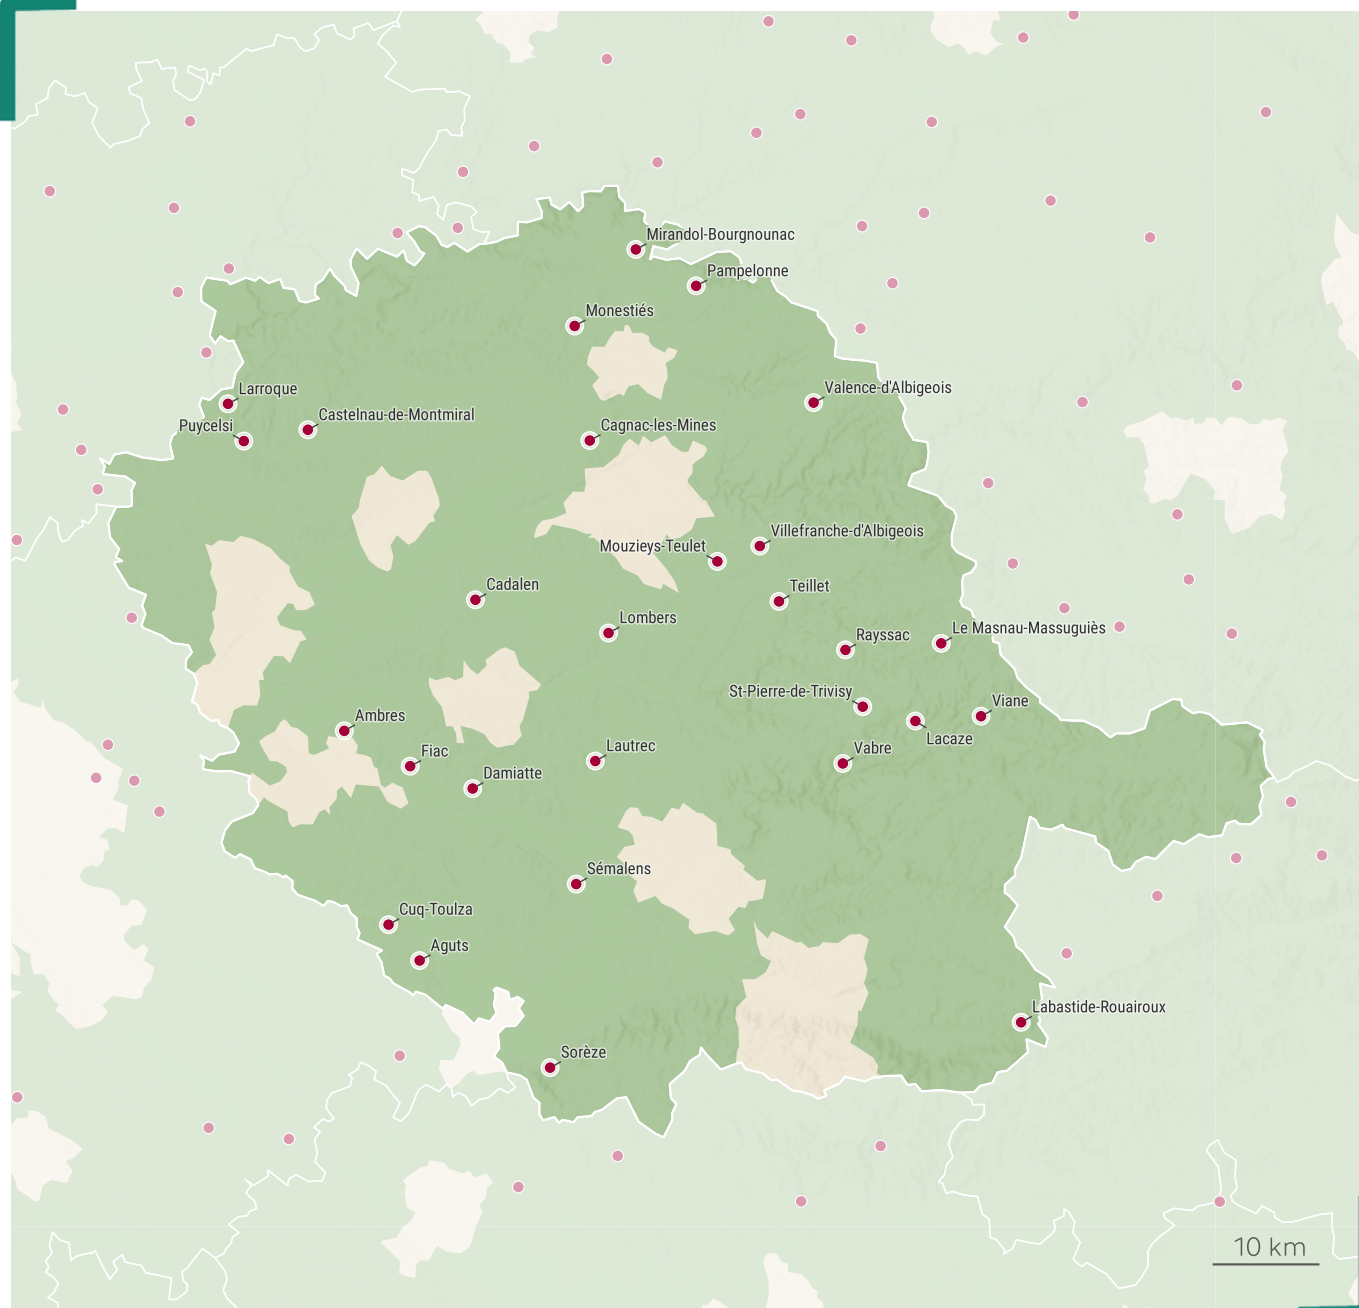 Mirandol-Bourgnounac
Pampelonne
Monestiés
Larroque
Valence-d'Albigeois
Castelnau-de-Montmiral
Puycelsi
Cagnac-les-Mines
Villefranche-d'Albigeois
Mouzieys-Teulet
Cadalen
Teillet
Lombers
Le Masnau-Massuguiès
Rayssac
St-Pierre-de-Trivisy
Viane
Ambres
Lacaze
Lautrec
Vabre
Fiac
Damiatte
Sémalens
Cuq-Toulza
Aguts
Labastide-Rouairoux
Sorèze
10 km